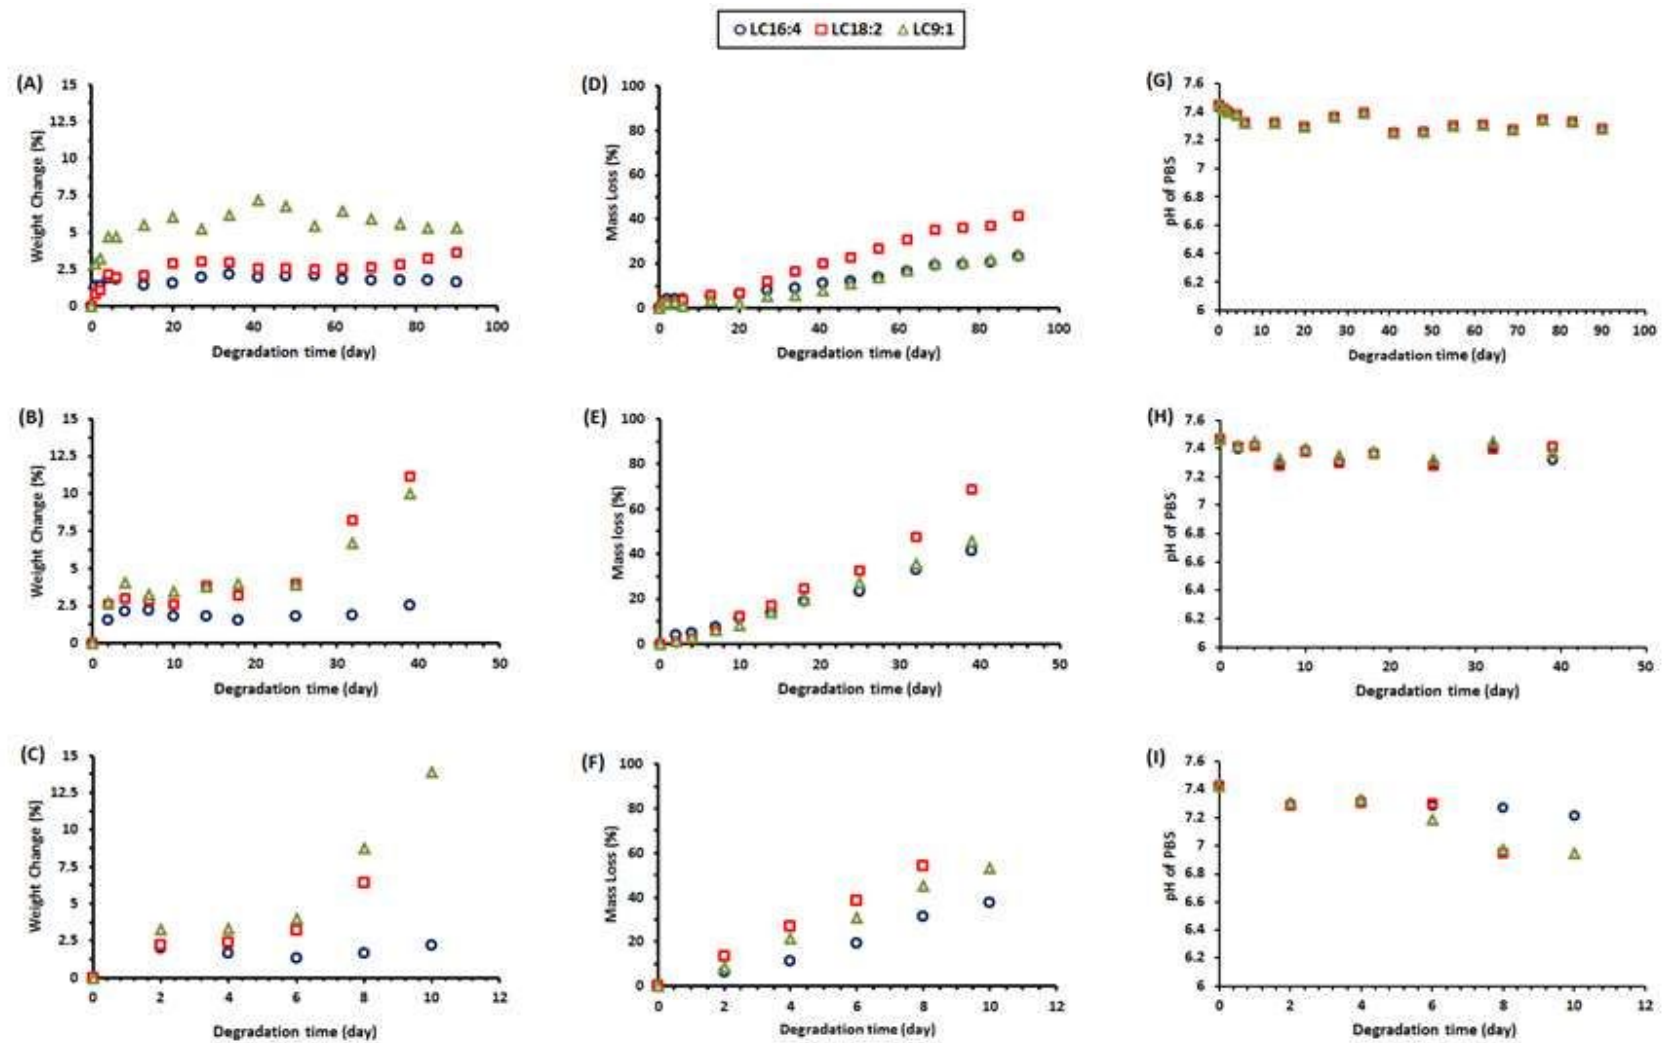 LC16:4 LC18:2 LC9:1
(A)
Weight Change (%)
15
12.5
10
7.5
5
2.5
0
0 20 40 60 80 100
Degradation time (day)
(D)
Mass Loss (%)
100
80
60
40
20
0
0 20 40 60 80 100
Degradation time (day)
(G)
pH of PBS
7.6
7.4
7.2
7
6.8
6.6
6.4
6.2
6
0 10 20 30 40 50 60 70 80 90 100
Degradation time (day)
(B)
Weight Change (%)
15
12.5
10
7.5
5
2.5
0
0 10 20 30 40 50
Degradation time (day)
(E)
Mass loss (%)
100
80
60
40
20
0
0 10 20 30 40 50
Degradation time (day)
(H)
pH of PBS
7.6
7.4
7.2
7
6.8
6.6
6.4
6.2
6
0 10 20 30 40 50
Degradation time (day)
(C)
Weight Change (%)
15
12.5
10
7.5
5
2.5
0
0 2 4 6 8 10 12
Degradation time (day)
(F)
Mass Loss (%)
100
80
60
40
20
0
0 2 4 6 8 10 12
Degradation time (day)
(I)
pH of PBS
7.6
7.4
7.2
7
6.8
6.6
6.4
6.2
6
0 2 4 6 8 10 12
Degradation time (day)